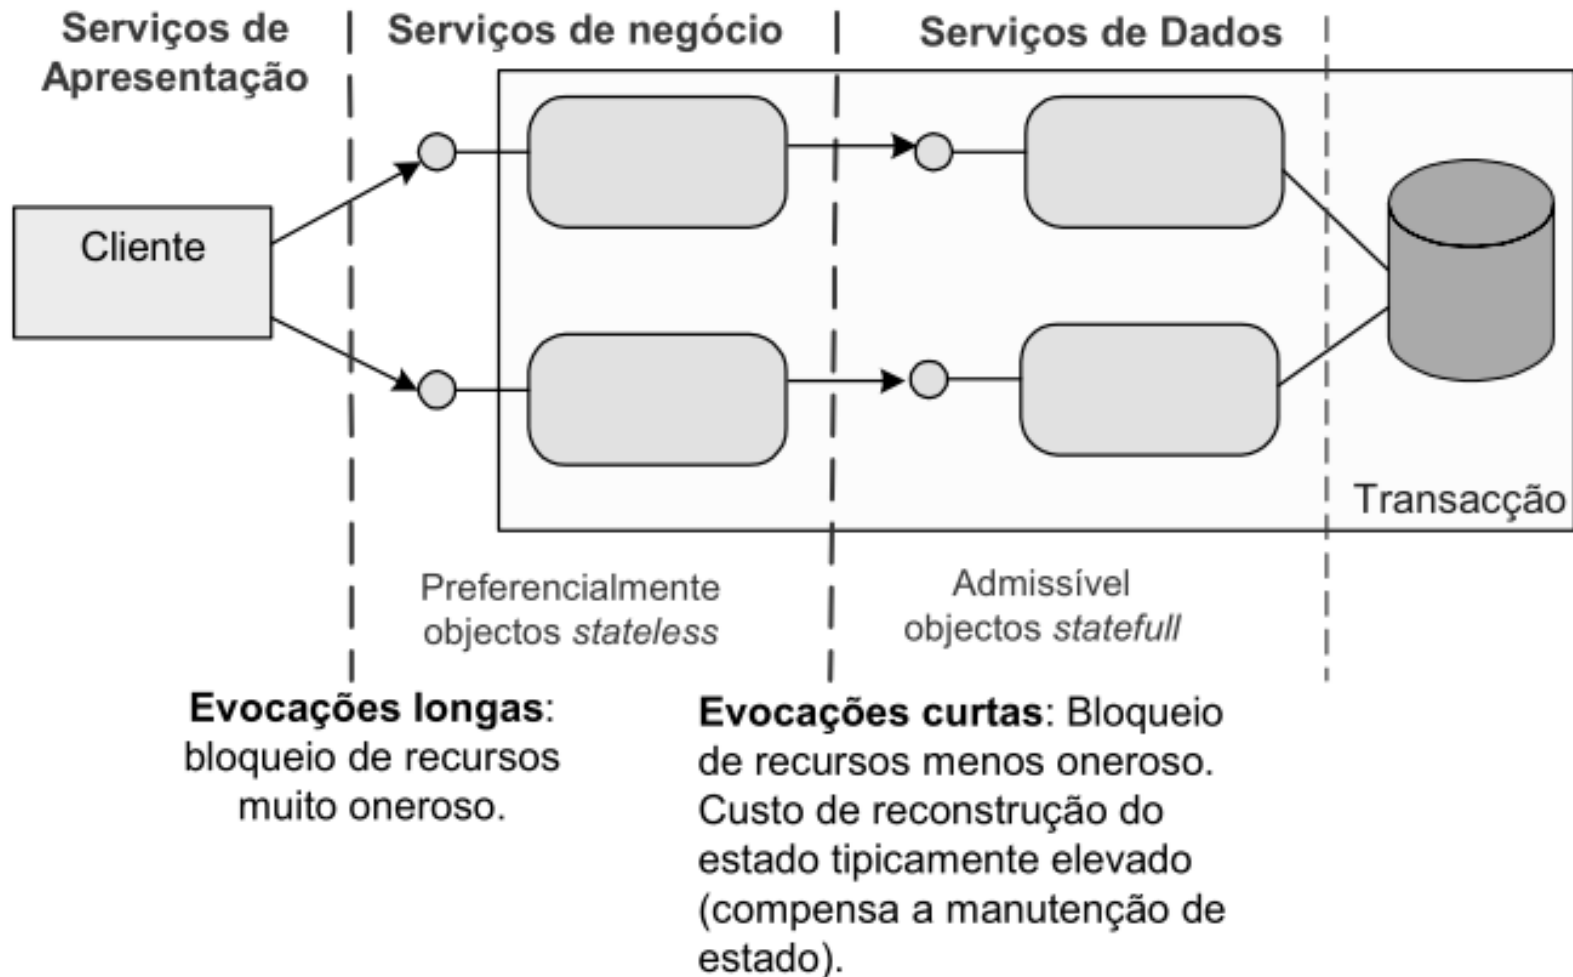 Serviços de
Apresentação
Serviços de negócio
Serviços de Dados
Cliente
Transacção
Preferencialmente
objectos stateless
Admissível
objectos statefull
Evocações longas:
bloqueio de recursos
muito oneroso.
Evocações curtas: Bloqueio
de recursos menos oneroso.
Custo de reconstrução do
estado tipicamente elevado
(compensa a manutenção de
estado).